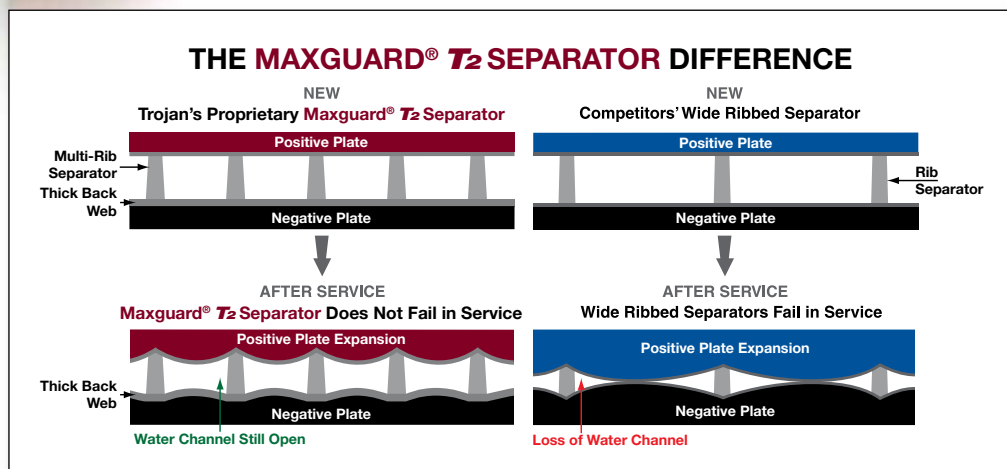 THE MAXGUARD® T2 SEPARATOR DIFFERENCE
NEW
Trojan's Proprietary Maxguard® T2 Separator
Positive Plate
Multi-Rib
Separator
Thick Back
Web
Negative Plate
AFTER SERVICE
Maxguard® T2 Separator Does Not Fail in Service
Positive Plate Expansion
Thick Back
Web
Negative Plate
Water Channel Still Open
NEW
Competitors' Wide Ribbed Separator
Positive Plate
Rib
Separator
Negative Plate
AFTER SERVICE
Wide Ribbed Separators Fail in Service
Positive Plate Expansion
Negative Plate
Loss of Water Channel